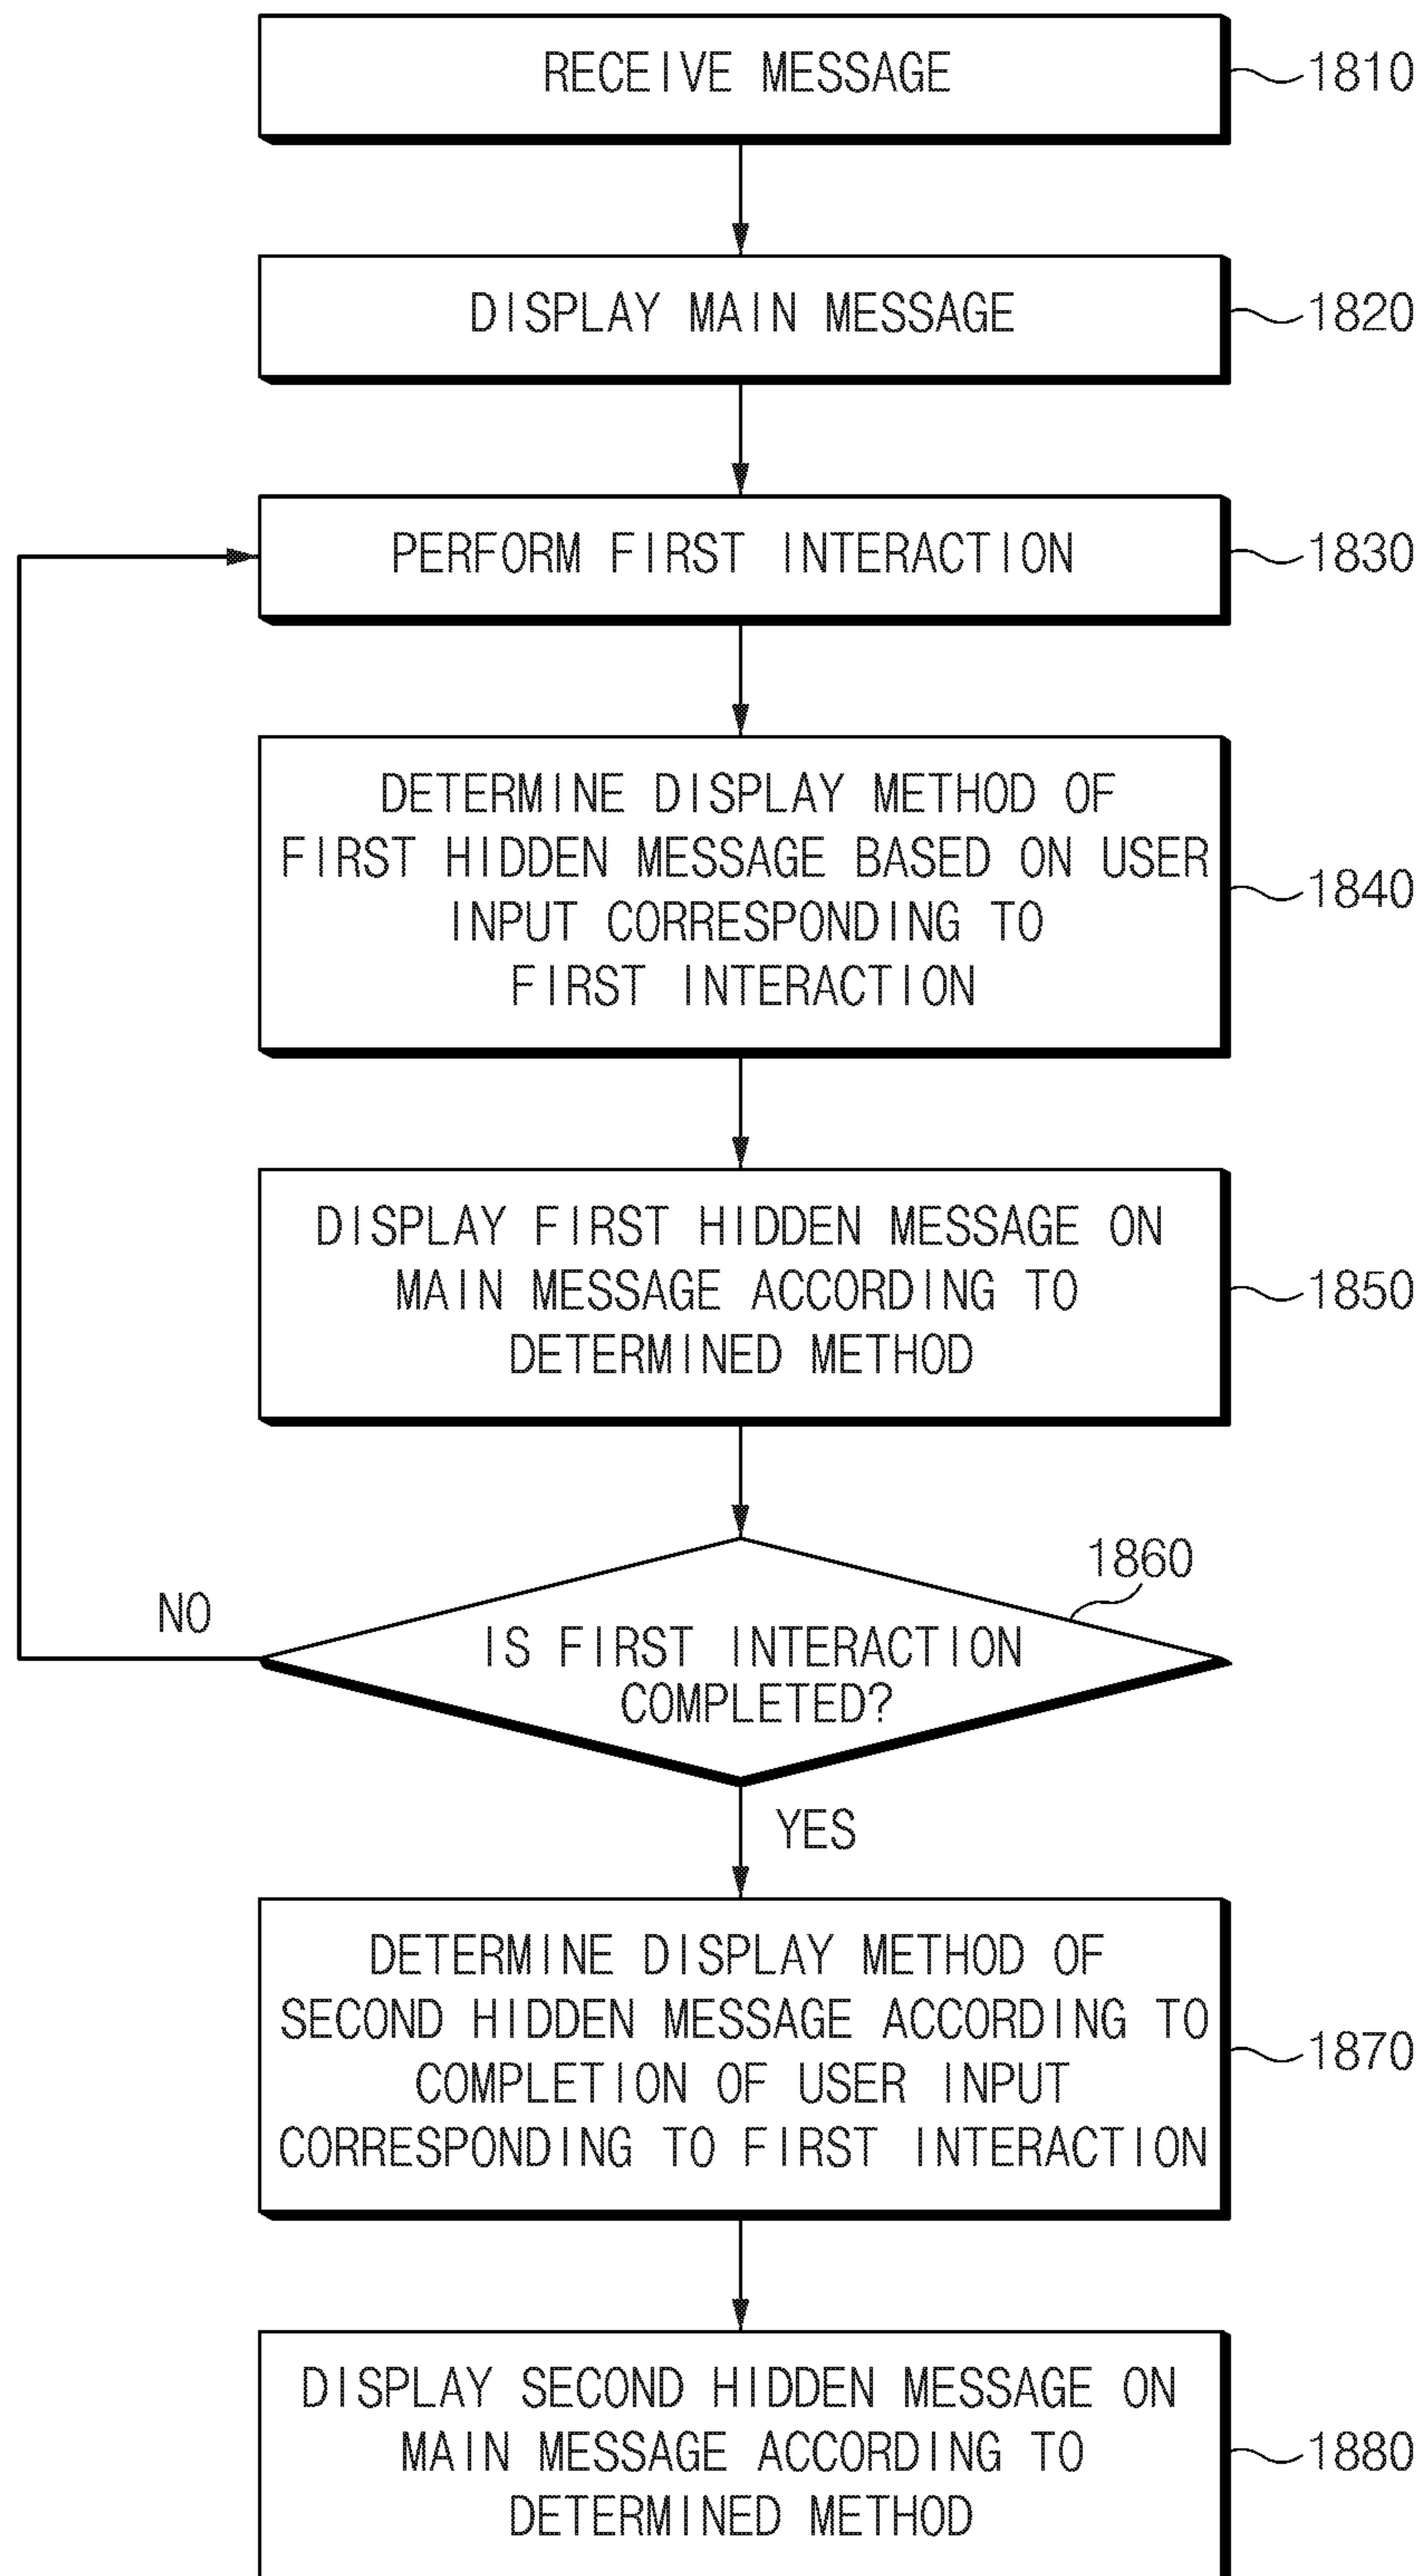 RECEIVE MESSAGE
1810
DISPLAY MAIN MESSAGE
1820
PERFORM FIRST INTERACTION
1830
DETERMINE DISPLAY METHOD OF
FIRST HIDDEN MESSAGE BASED ON USER
INPUT CORRESPONDING TO
FIRST INTERACTION
1840
DISPLAY FIRST HIDDEN MESSAGE ON
MAIN MESSAGE ACCORDING TO
DETERMINED METHOD
1850
1860
NO
IS FIRST INTERACTION
COMPLETED?
YES
DETERMINE DISPLAY METHOD OF
SECOND HIDDEN MESSAGE ACCORDING TO
COMPLETION OF USER INPUT
CORRESPONDING TO FIRST INTERACTION
1870
DISPLAY SECOND HIDDEN MESSAGE ON
MAIN MESSAGE ACCORDING TO
DETERMINED METHOD
1880